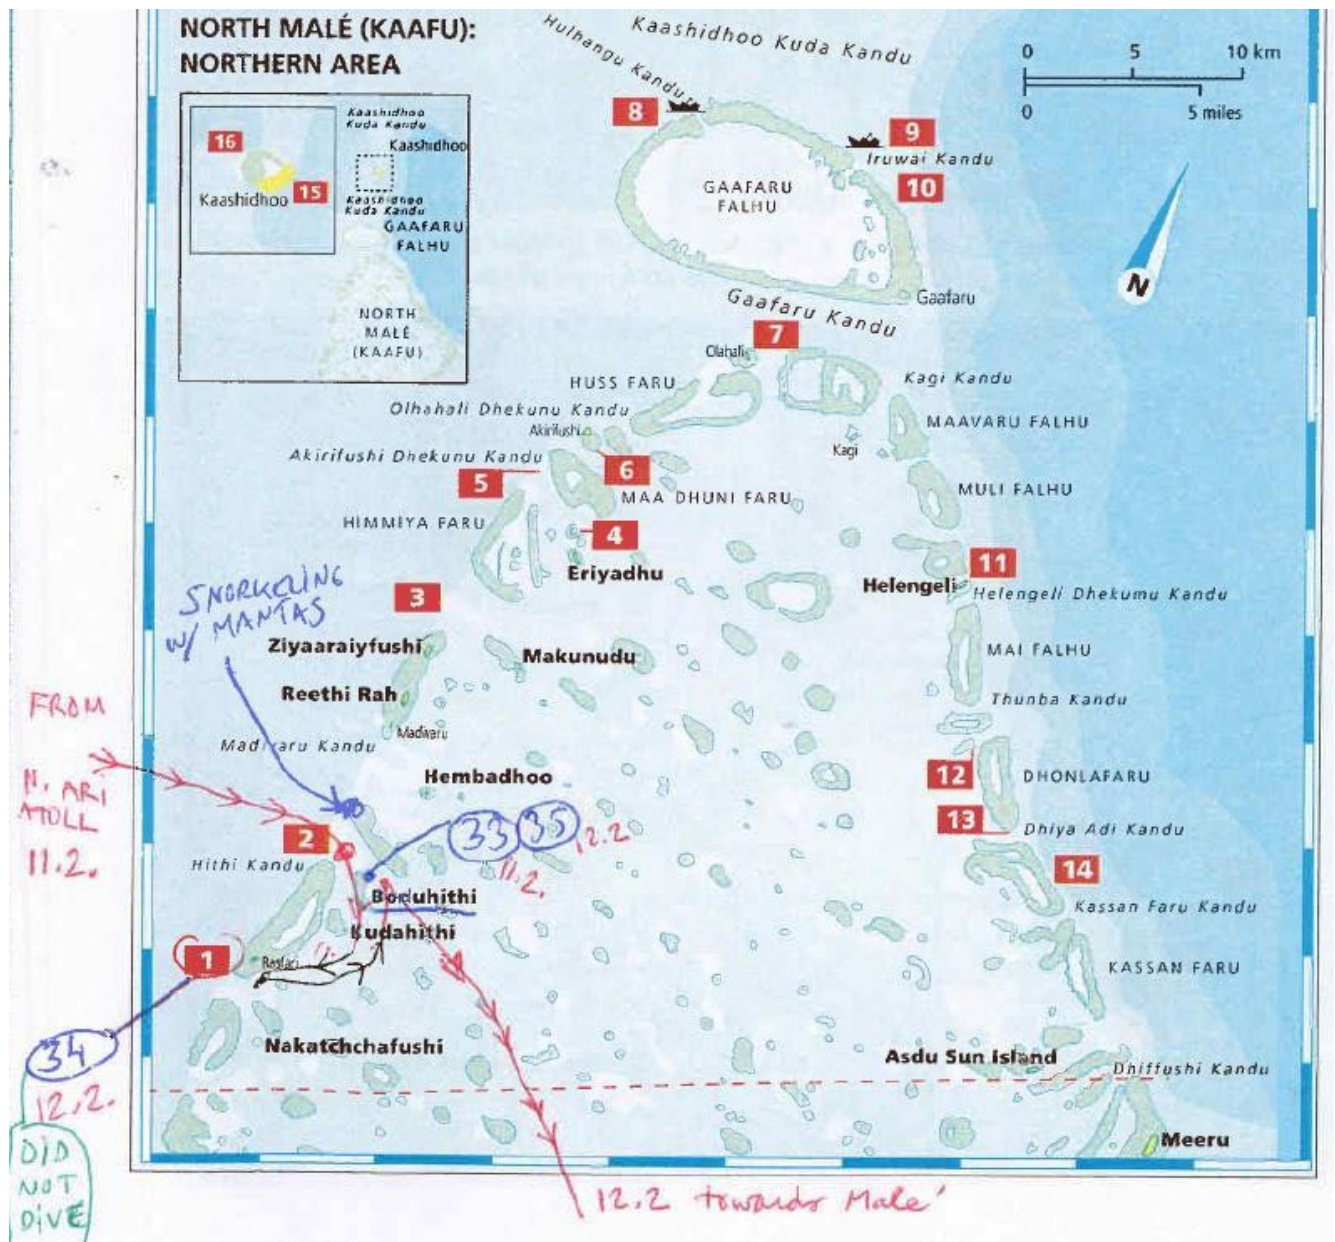 NORTH MALÉ (KAAFU):
NORTHERN AREA
Hulhangu Kandu
Kaashidhoo Kuda Kandu
0 5 10 km
0 5 miles
N
Kaashidhoo
Kuda Kandu
16
Kaashidhoo
Kaashidhoo 15
Kaashidhoo
Kuda Kandu
GAAFARU
FALHU
NORTH
MALÉ
(KAAFU)
8
9
Iruwai Kandu
10
GAAFARU
FALHU
Gaafaru
Gaafaru Kandu
7
Olahali
HUSS FARU
Kagi Kandu
Olhahali Dhekunu Kandu
Akirifushi
MAAVARU FALHU
Kagi
Akirifushi Dhekunu Kandu
6
5
MAA DHUNI FARU
MULI FALHU
HIMMIYA FARU
4
Eriyadhu
11
Helengeli
Helengeli Dhekumu Kandu
SNORKELING
W/ MANTAS
3
Ziyaaraiyfushi
Makunudu
MAI FALHU
Reethi Rah
Thunba Kandu
FROM
N. ARI
ATOLL
11.2.
Madivaru
Madivaru Kandu
Hembadhoo
12
DHONLAFARU
13
Dhiya Adi Kandu
33 35
11.2. 12.2
2
Hithi Kandu
14
Boduhithi
Kassan Faru Kandu
Kudahithi
1
Rasfari
KASSAN FARU
34
12.2.
DID
NOT
DIVE
Nakatchchafushi
Asdu Sun Island
Dhiffushi Kandu
Meeru
12.2 towards Male'